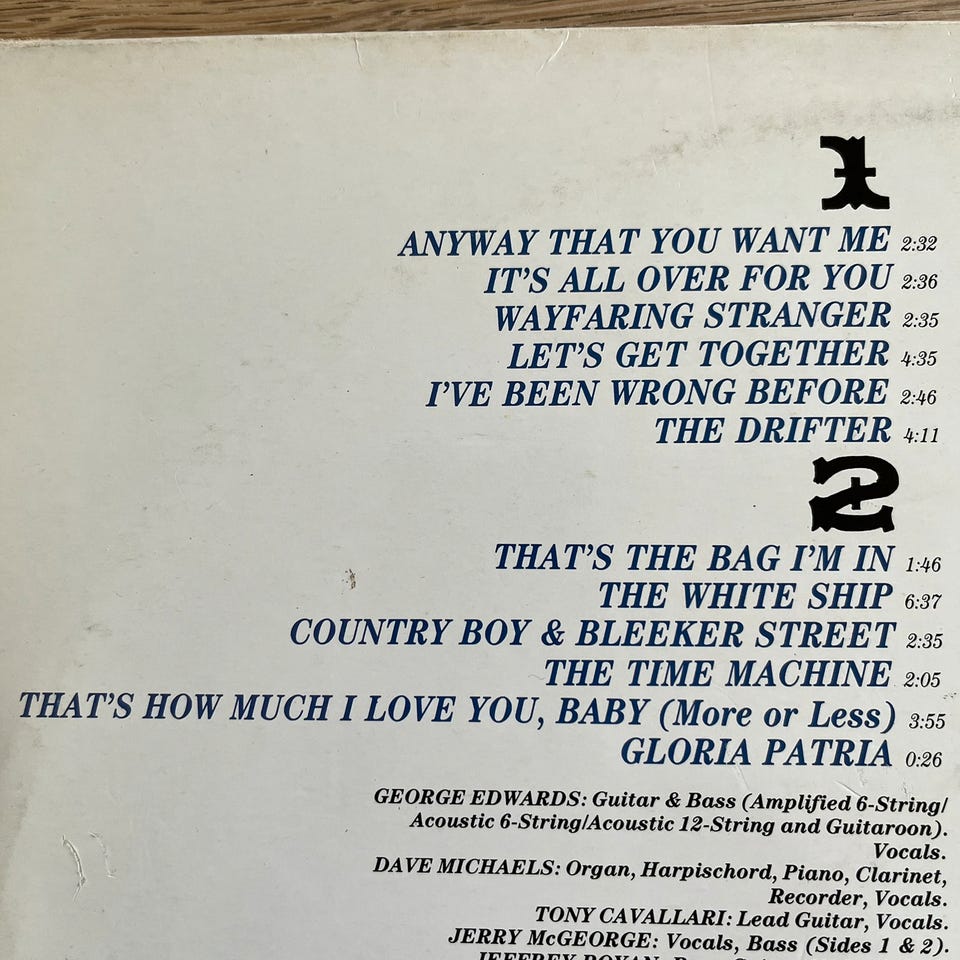 1
ANYWAY THAT YOU WANT ME 2:32
IT'S ALL OVER FOR YOU 2:36
WAYFARING STRANGER 2:35
LET'S GET TOGETHER 4:35
I'VE BEEN WRONG BEFORE 2:46
THE DRIFTER 4:11
2
THAT'S THE BAG I'M IN 1:46
THE WHITE SHIP 6:37
COUNTRY BOY & BLEEKER STREET 2:35
THE TIME MACHINE 2:05
THAT'S HOW MUCH I LOVE YOU, BABY (More or Less) 3:55
GLORIA PATRIA 0:26
GEORGE EDWARDS: Guitar & Bass (Amplified 6-String/
Acoustic 6-String/Acoustic 12-String and Guitaroon).
Vocals.
DAVE MICHAELS: Organ, Harpischord, Piano, Clarinet,
Recorder, Vocals.
TONY CAVALLARI: Lead Guitar, Vocals.
JERRY McGEORGE: Vocals, Bass (Sides 1 & 2).
JEFFREY BOYAN: